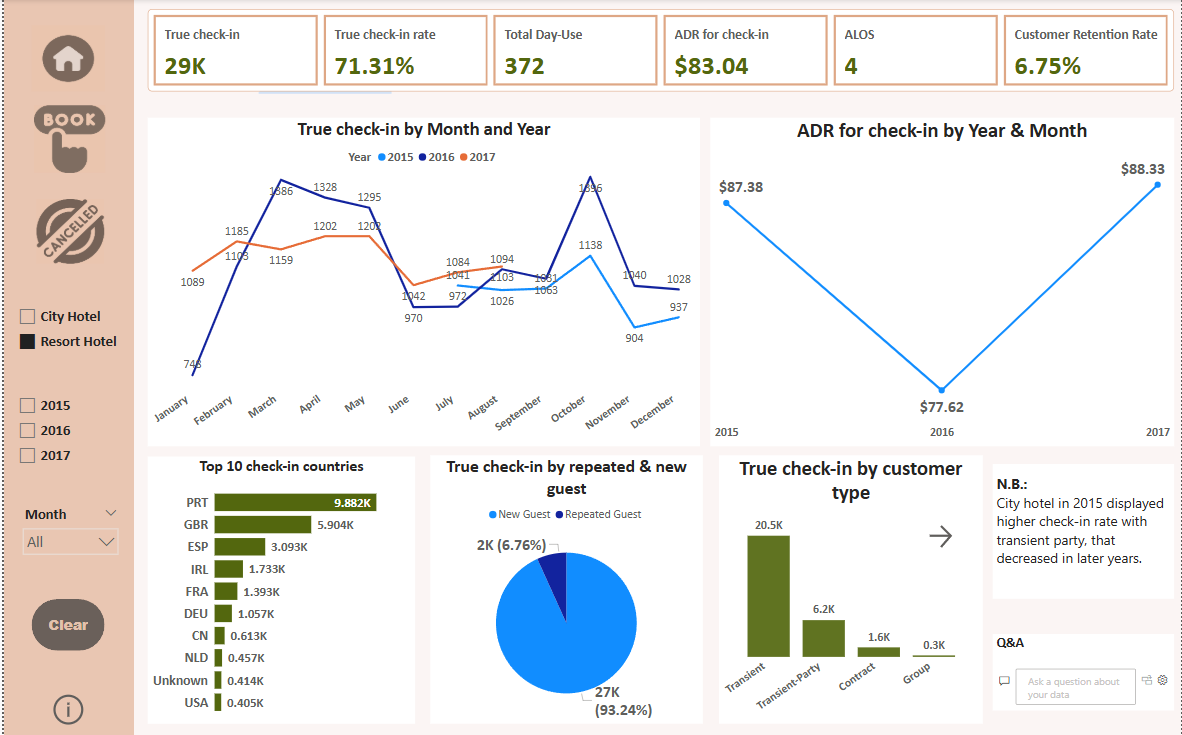 True check-in
29K
True check-in rate
71.31%
Total Day-Use
372
ADR for check-in
$83.04
ALOS
4
Customer Retention Rate
6.75%
BOOK
CANCELLED
City Hotel
Resort Hotel
2015
2016
2017
Month
All
Clear
i
True check-in by Month and Year
Year 2015 2016 2017
1089
1185
1159
1202
1202
1042
1084
1094
743
1103
1386
1328
1295
970
972
1103
1031
1396
1040
1028
1041
1026
1063
1138
904
937
January
February
March
April
May
June
July
August
September
October
November
December
ADR for check-in by Year & Month
$87.38
$77.62
$88.33
2015
2016
2017
Top 10 check-in countries
PRT 9.882K
GBR 5.904K
ESP 3.093K
IRL 1.733K
FRA 1.393K
DEU 1.057K
CN 0.613K
NLD 0.457K
Unknown 0.414K
USA 0.405K
True check-in by repeated & new
guest
New Guest Repeated Guest
2K (6.76%)
27K
(93.24%)
True check-in by customer
type
20.5K
6.2K
1.6K
0.3K
Transient
Transient-Party
Contract
Group
N.B.:
City hotel in 2015 displayed
higher check-in rate with
transient party, that
decreased in later years.
Q&A
Ask a question about
your data